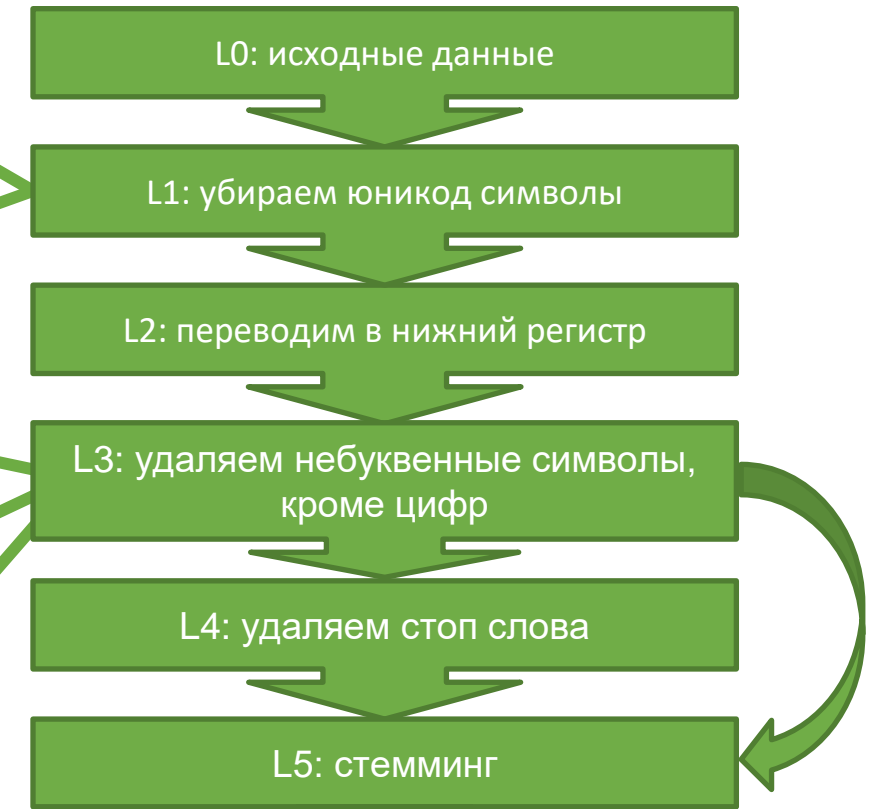 L0: исходные данные
L1: убираем юникод символы
L2: переводим в нижний регистр
L3: удаляем небуквенные символы,
кроме цифр
L4: удаляем стоп слова
L5: стемминг